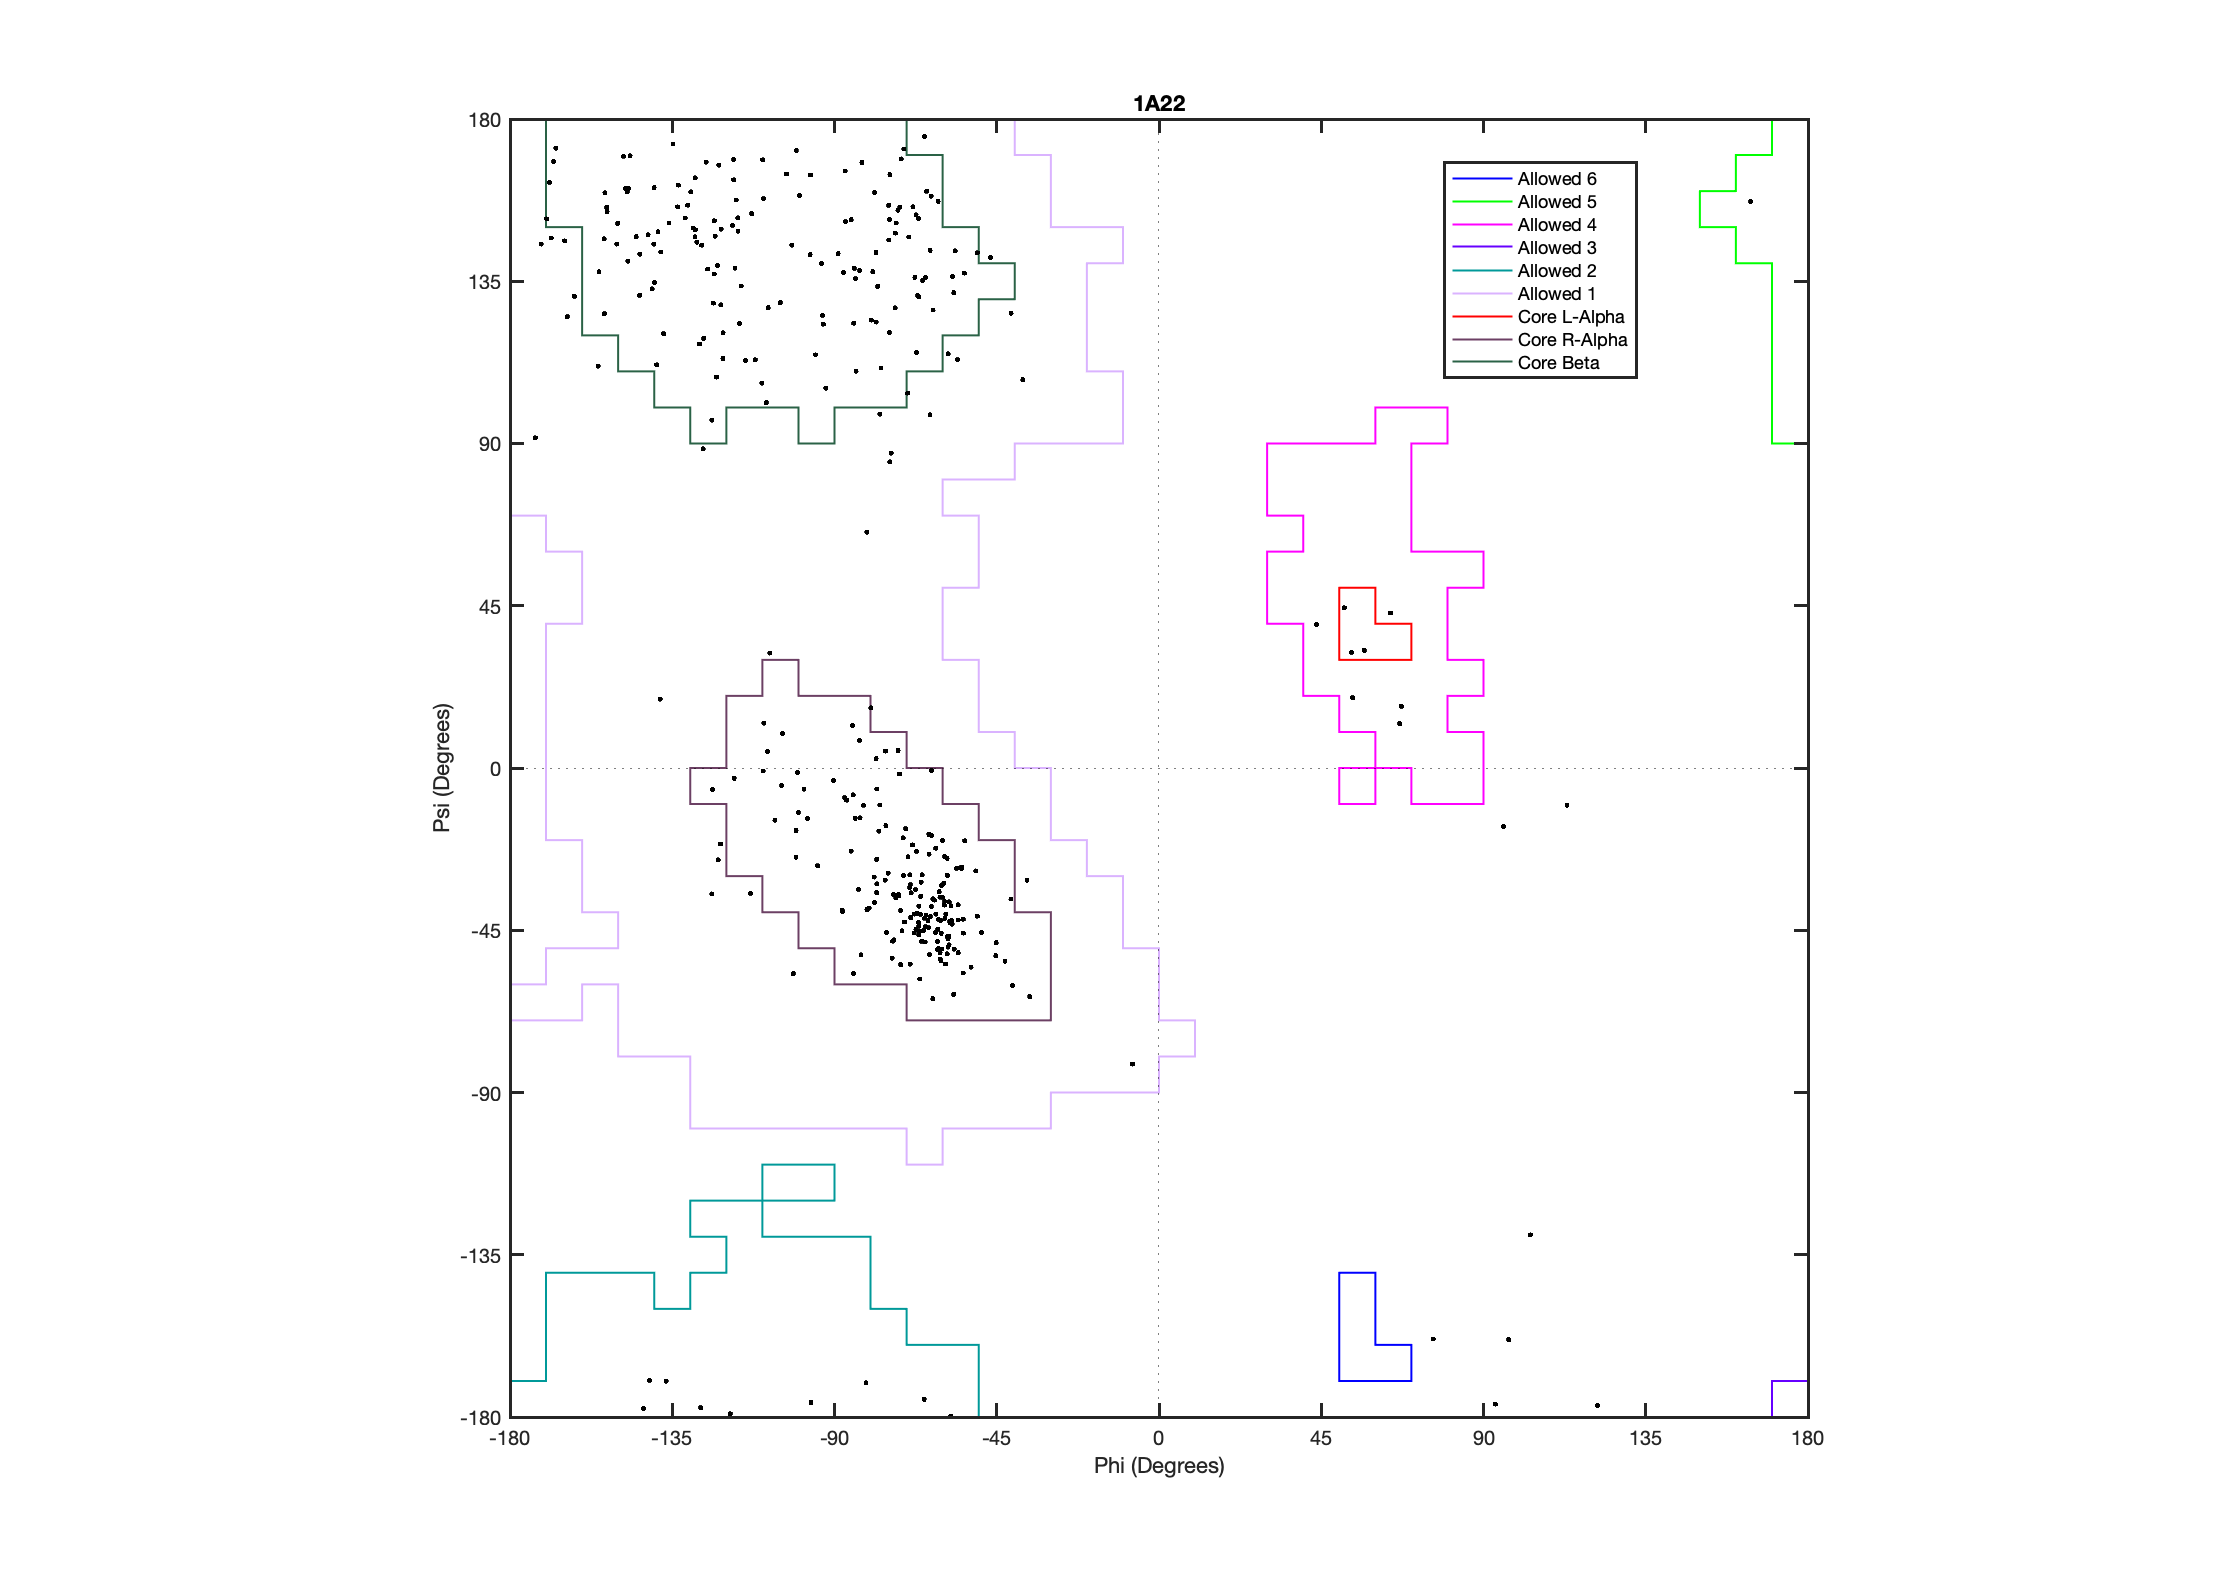 1A22
180
135
90
45
0
-45
-90
-135
-180
Psi (Degrees)
Allowed 6
Allowed 5
Allowed 4
Allowed 3
Allowed 2
Allowed 1
Core L-Alpha
Core R-Alpha
Core Beta
-180 -135 -90 -45 0 45 90 135 180
Phi (Degrees)